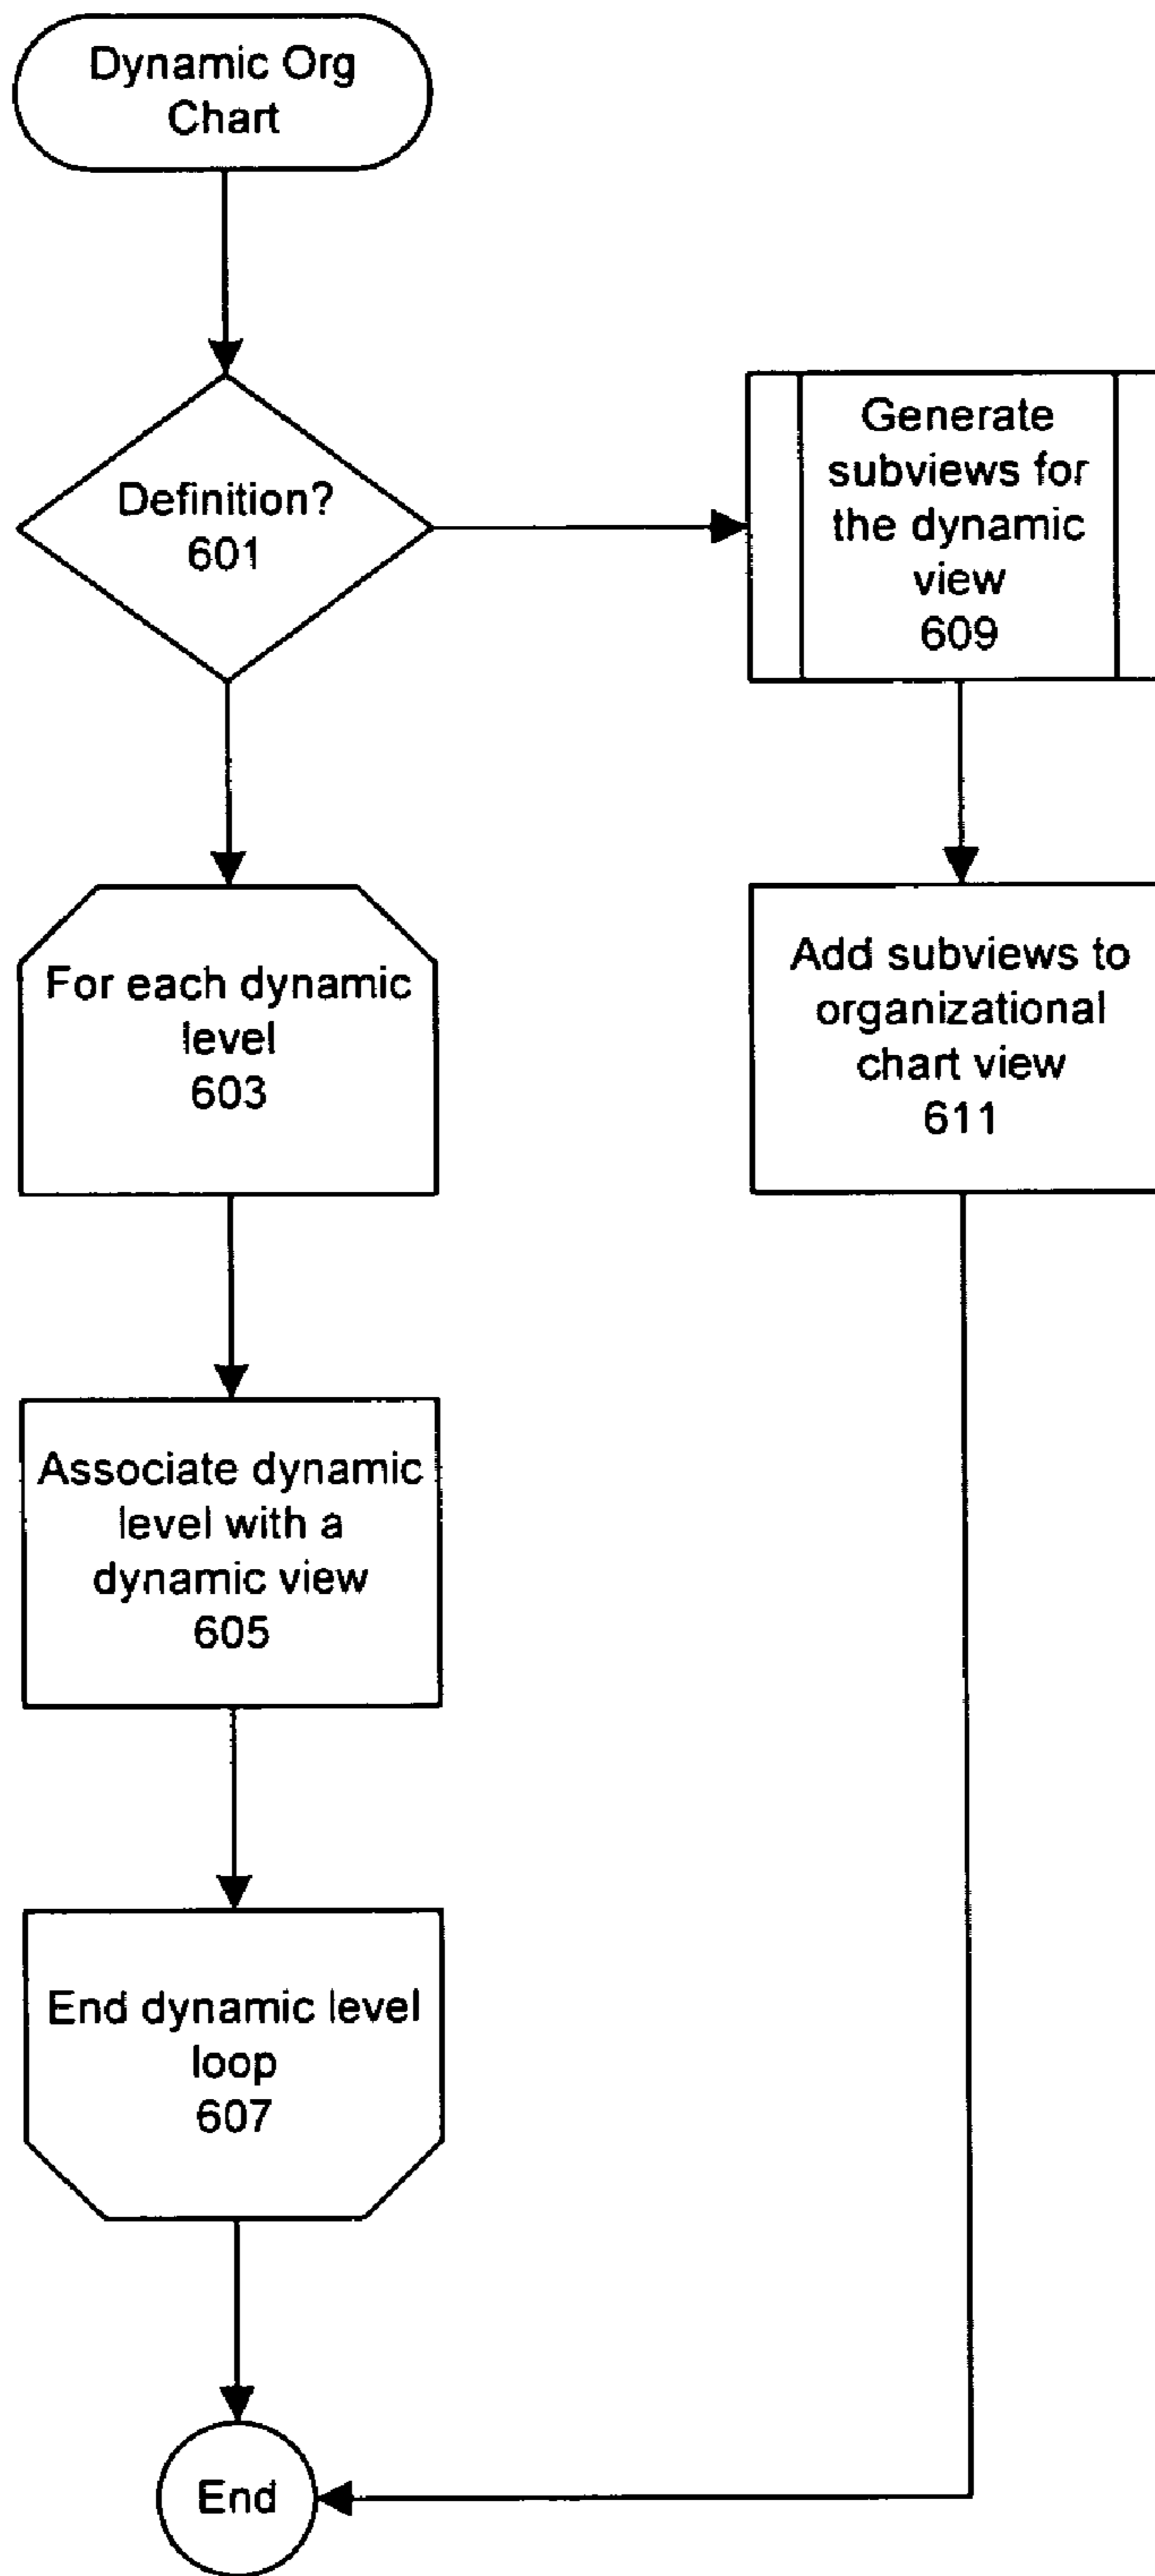 Dynamic Org
Chart
Definition?
601
Generate
subviews for
the dynamic
view
609
For each dynamic
level
603
Add subviews to
organizational
chart view
611
Associate dynamic
level with a
dynamic view
605
End dynamic level
loop
607
End